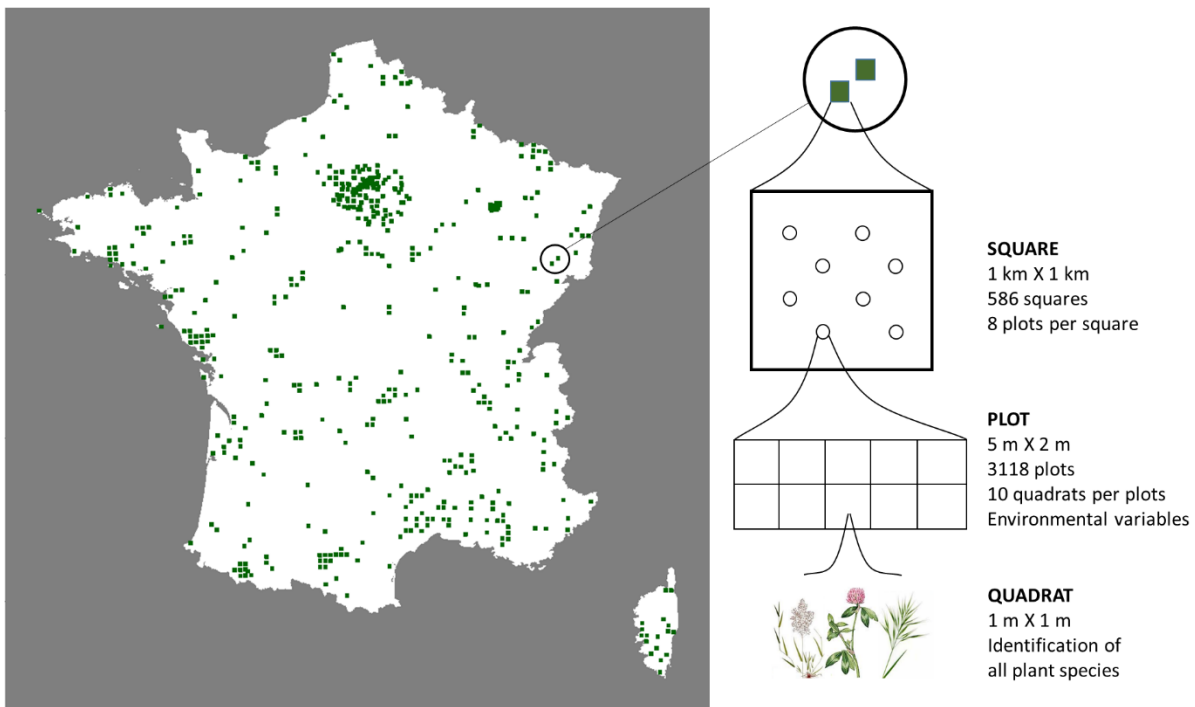 SQUARE
1 km X 1 km
586 squares
8 plots per square
PLOT
5 m X 2 m
3118 plots
10 quadrats per plots
Environmental variables
QUADRAT
1 m X 1 m
Identification of
all plant species